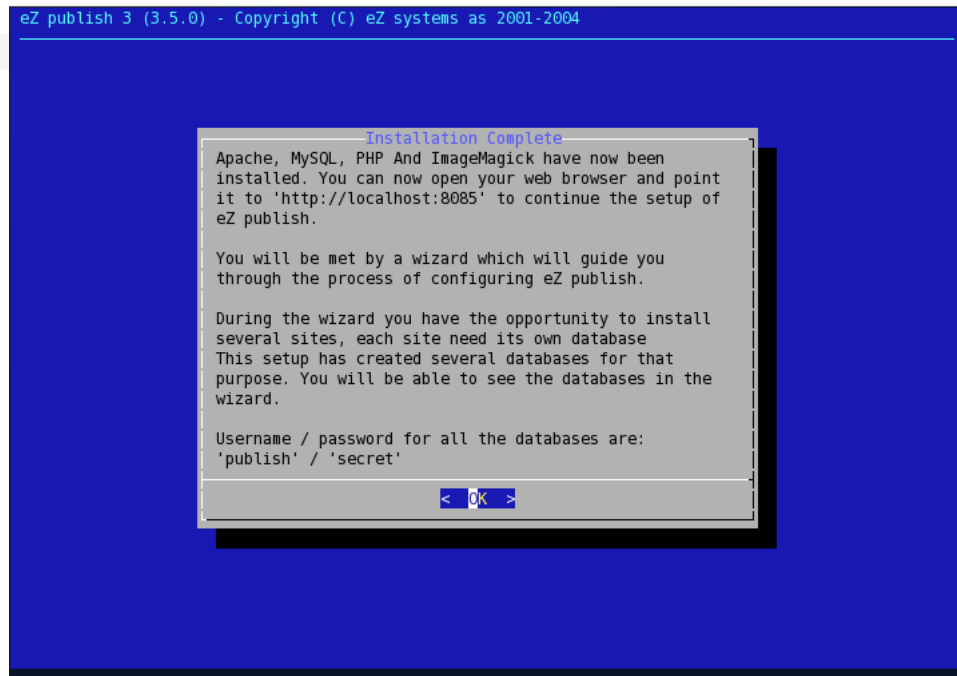 eZ publish 3 (3.5.0) - Copyright (C) eZ systems as 2001-2004
Installation Complete
Apache, MySQL, PHP And ImageMagick have now been
installed. You can now open your web browser and point
it to 'http://localhost:8085' to continue the setup of
eZ publish.
You will be met by a wizard which will guide you
through the process of configuring eZ publish.
During the wizard you have the opportunity to install
several sites, each site need its own database
This setup has created several databases for that
purpose. You will be able to see the databases in the
wizard.
Username / password for all the databases are:
'publish' / 'secret'
< OK >